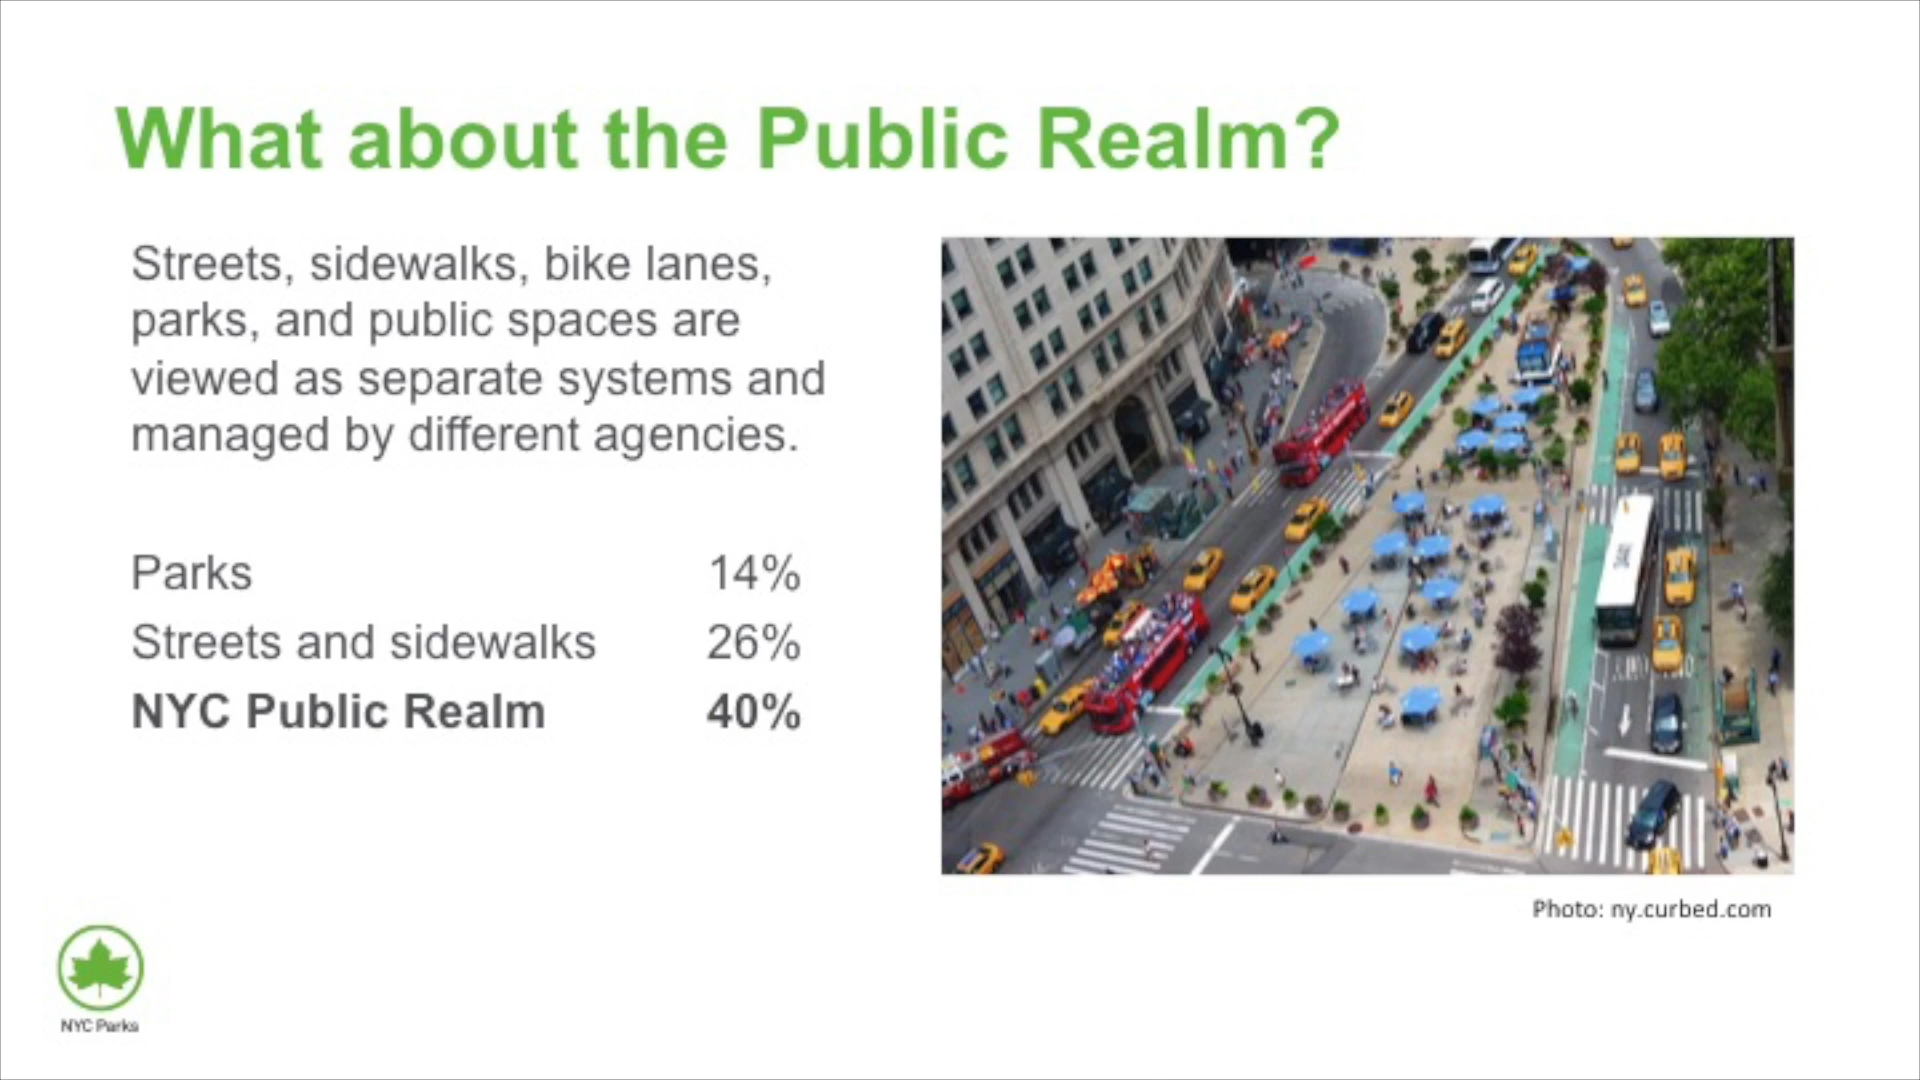 What about the Public Realm?
Streets, sidewalks, bike lanes,
parks, and public spaces are
viewed as separate systems and
managed by different agencies.
Parks 14%
Streets and sidewalks 26%
NYC Public Realm 40%
Photo: ny.curbed.com
NYC Parks